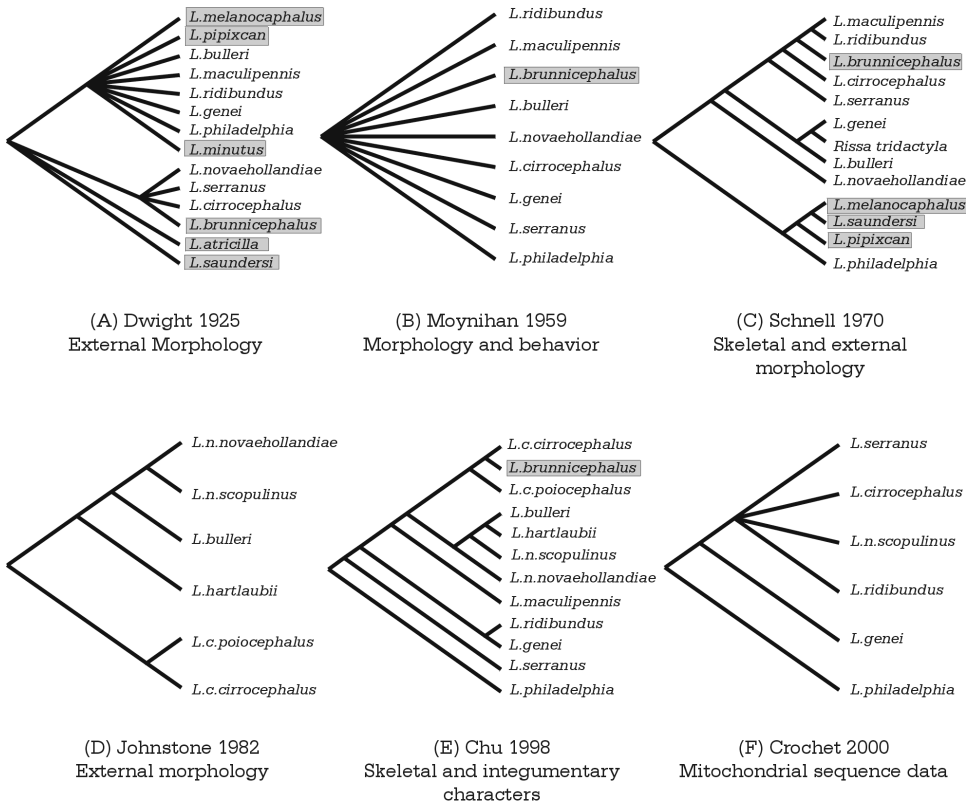 L.melanocaphalus
L.pipixcan
L.bulleri
L.maculipennis
L.ridibundus
L.genei
L.philadelphia
L.minutus
L.novaehollandiae
L.serranus
L.cirrocephalus
L.brunnicephalus
L.atricilla
L.saundersi
(A) Dwight 1925
External Morphology
L.ridibundus
L.maculipennis
L.brunnicephalus
L.bulleri
L.novaehollandiae
L.cirrocephalus
L.genei
L.serranus
L.philadelphia
(B) Moynihan 1959
Morphology and behavior
L.maculipennis
L.ridibundus
L.brunnicephalus
L.cirrocephalus
L.serranus
L.genei
Rissa tridactyla
L.bulleri
L.novaehollandiae
L.melanocaphalus
L.saundersi
L.pipixcan
L.philadelphia
(C) Schnell 1970
Skeletal and external
morphology
L.n.novaehollandiae
L.n.scopulinus
L.bulleri
L.hartlaubii
L.c.poiocephalus
L.c.cirrocephalus
(D) Johnstone 1982
External morphology
L.c.cirrocephalus
L.brunnicephalus
L.c.poiocephalus
L.bulleri
L.hartlaubii
L.n.scopulinus
L.n.novaehollandiae
L.maculipennis
L.ridibundus
L.genei
L.serranus
L.philadelphia
(E) Chu 1998
Skeletal and integumentary
characters
L.serranus
L.cirrocephalus
L.n.scopulinus
L.ridibundus
L.genei
L.philadelphia
(F) Crochet 2000
Mitochondrial sequence data